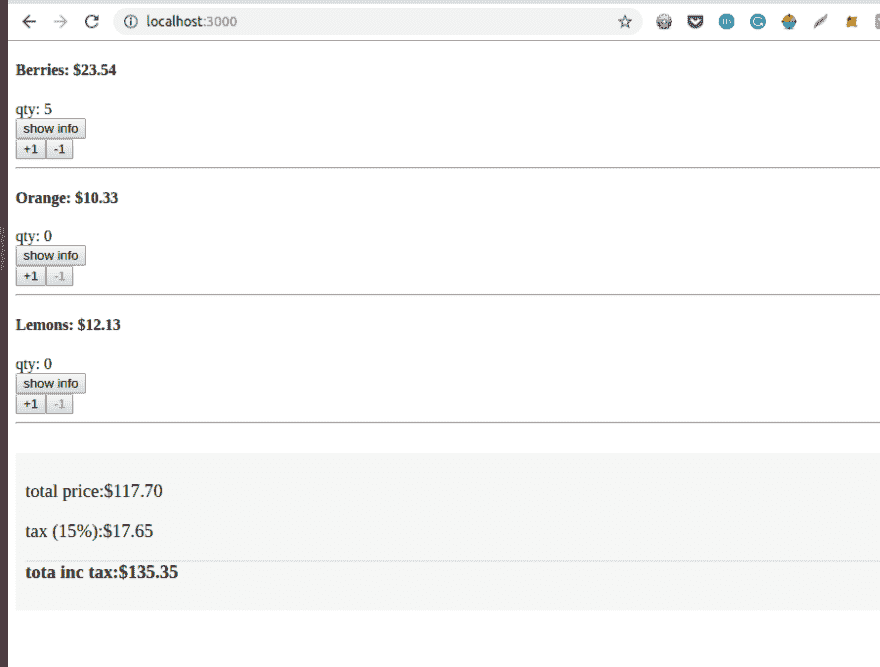 localhost:3000
Berries: $23.54
qty: 5
show info
+1 -1
Orange: $10.33
qty: 0
show info
+1 -1
Lemons: $12.13
qty: 0
show info
+1 -1
total price:$117.70
tax (15%):$17.65
tota inc tax:$135.35